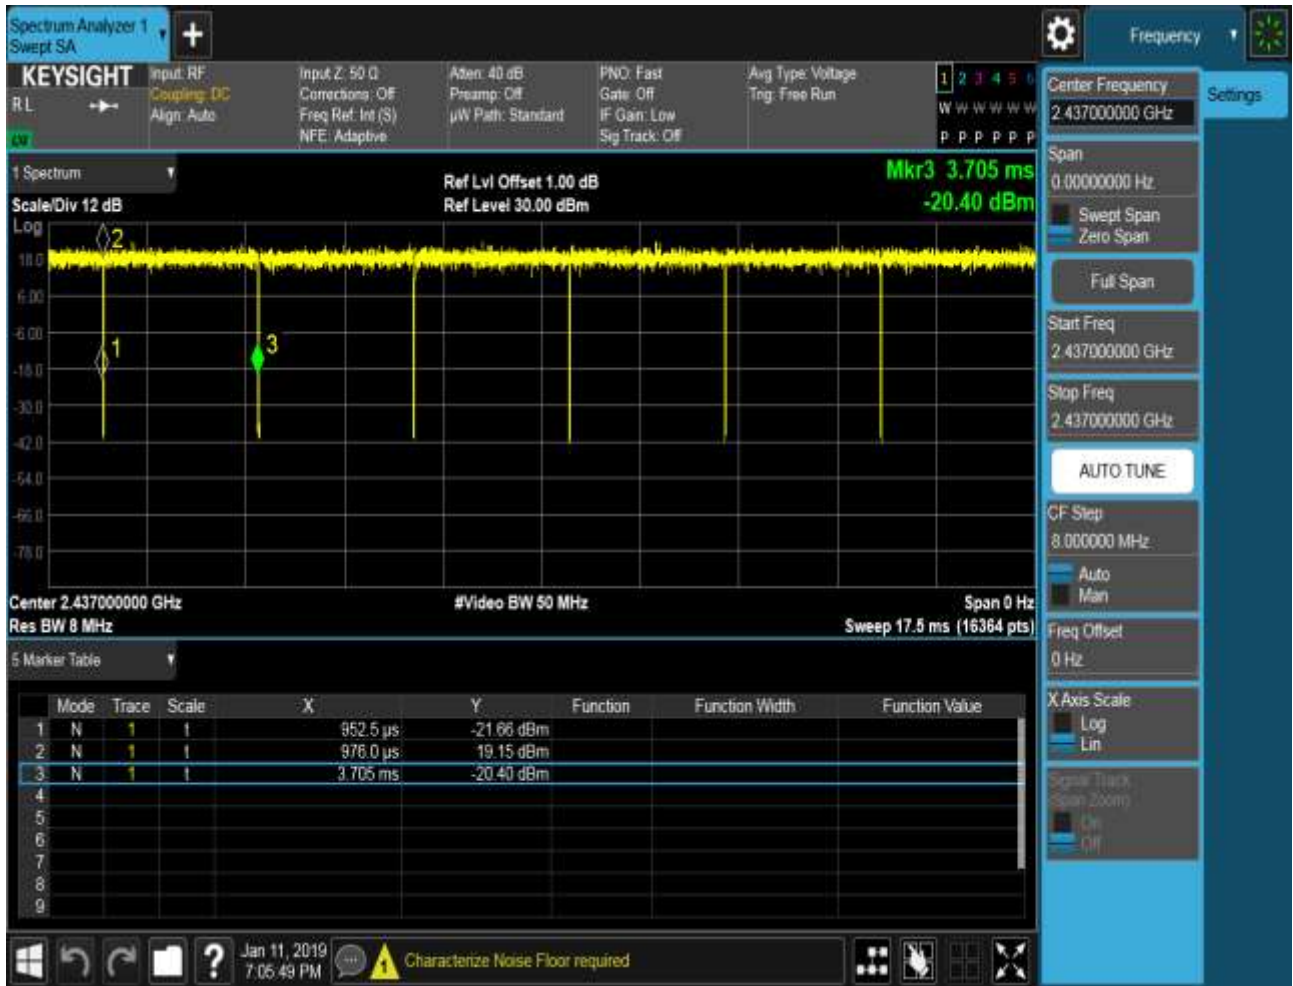 Spectrum Analyzer 1
Swept SA
+
Frequency
KEYSIGHT
R L
Input: RF
Coupling: DC
Align: Auto
Input Z: 50 Ω
Corrections: Off
Freq Ref: Int (S)
NFE: Adaptive
Atten: 40 dB
Preamp: Off
µW Path: Standard
PNO: Fast
Gate: Off
IF Gain: Low
Sig Track: Off
Avg Type: Voltage
Trig: Free Run
1 2 3 4 5 6
W W W W W W
P P P P P P
1 Spectrum
Scale/Div 12 dB
Ref Lvl Offset 1.00 dB
Ref Level 30.00 dBm
Mkr3 3.705 ms
-20.40 dBm
Log
18.0
6.00
-6.00
-18.0
-30.0
-42.0
-54.0
-66.0
-78.0
2
1
3
Center 2.437000000 GHz
Res BW 8 MHz
#Video BW 50 MHz
Span 0 Hz
Sweep 17.5 ms (16364 pts)
5 Marker Table
Mode Trace Scale X Y Function Function Width Function Value
1 N 1 t 952.5 µs -21.66 dBm
2 N 1 t 976.0 µs 19.15 dBm
3 N 1 t 3.705 ms -20.40 dBm
4
5
6
7
8
9
?
Jan 11, 2019
7:05:49 PM
1
Characterize Noise Floor required
Center Frequency
2.437000000 GHz
Settings
Span
0.00000000 Hz
Swept Span
Zero Span
Full Span
Start Freq
2.437000000 GHz
Stop Freq
2.437000000 GHz
AUTO TUNE
CF Step
8.000000 MHz
Auto
Man
Freq Offset
0 Hz
X Axis Scale
Log
Lin
Signal Track
(Span Zoom)
On
Off